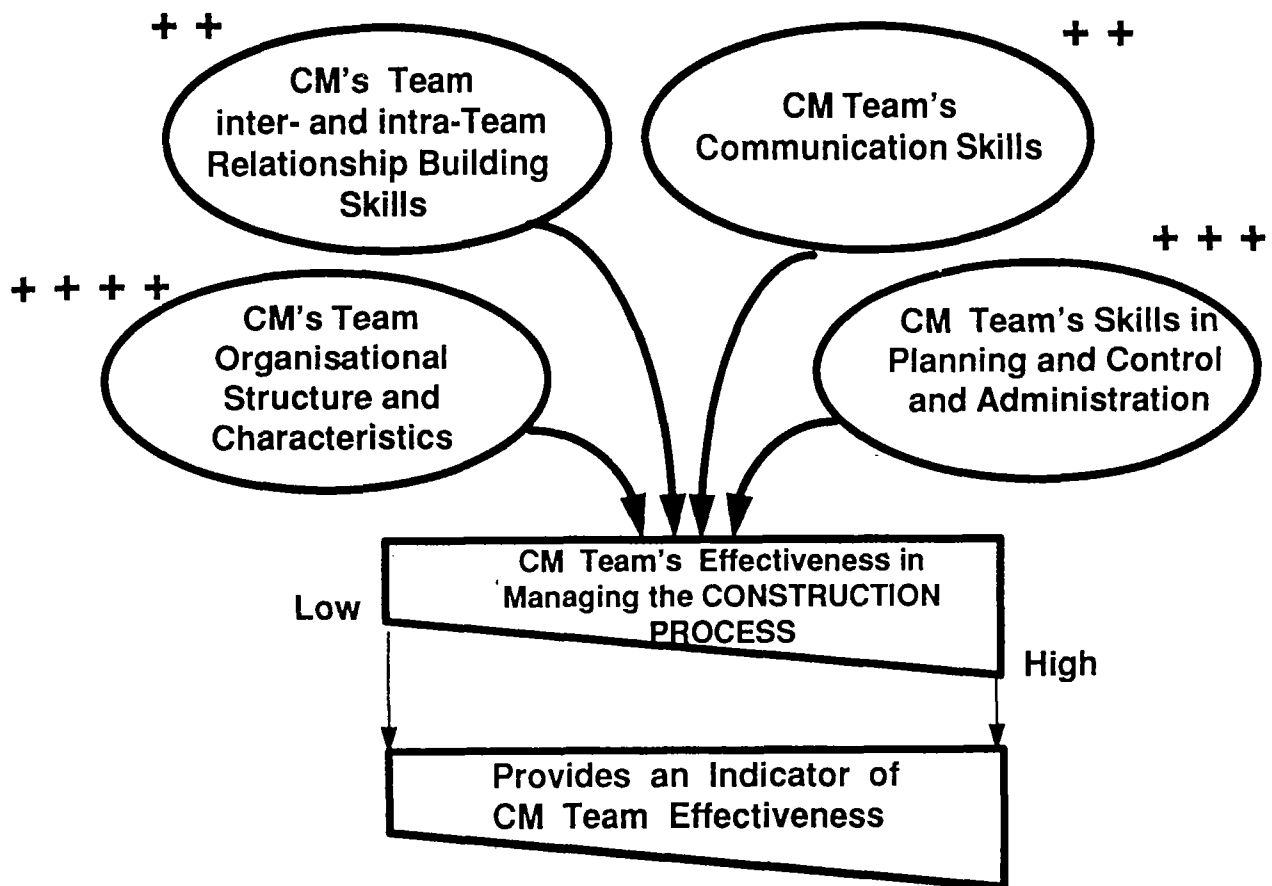 + +
CM's Team
inter- and intra-Team
Relationship Building
Skills
+ +
CM Team's
Communication Skills
+ + + +
CM's Team
Organisational
Structure and
Characteristics
+ + +
CM Team's Skills in
Planning and Control
and Administration
CM Team's Effectiveness in
Managing the CONSTRUCTION
PROCESS
Low
High
Provides an Indicator of
CM Team Effectiveness